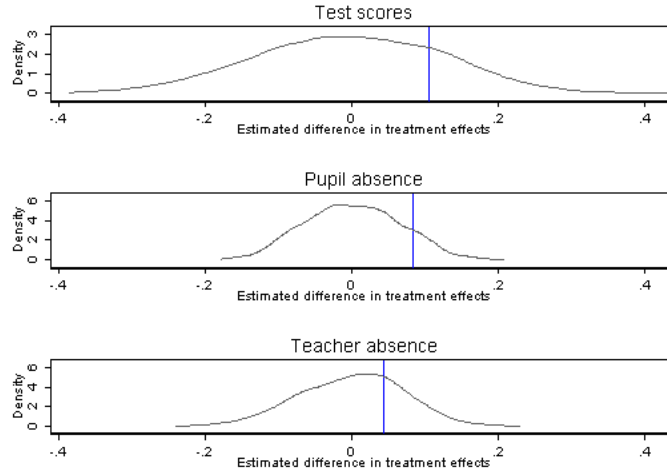 Test scores
Density
3
2
1
0
-.4 -.2 0 .2 .4
Estimated difference in treatment effects
Pupil absence
Density
6
4
2
0
-.4 -.2 0 .2 .4
Estimated difference in treatment effects
Teacher absence
Density
6
4
2
0
-.4 -.2 0 .2 .4
Estimated difference in treatment effects